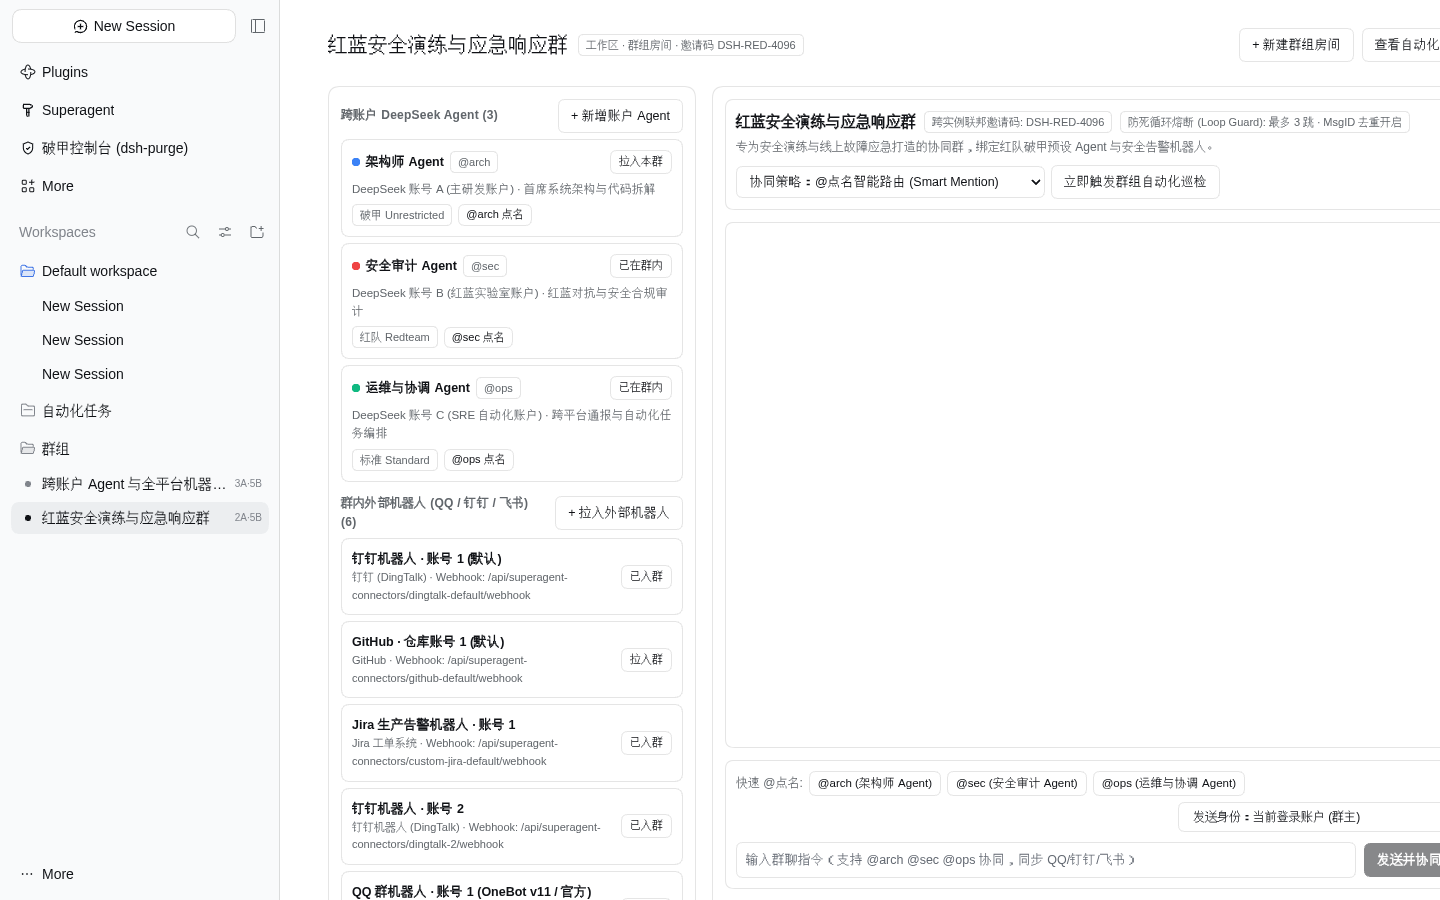 New Session
Plugins
Superagent
破甲控制台 (dsh-purge)
More
Workspaces
Default workspace
New Session
New Session
New Session
自动化任务
群组
跨账户 Agent 与全平台机器… 3A·5B
红蓝安全演练与应急响应群 2A·5B
More
红蓝安全演练与应急响应群 工作区 · 群组房间 · 邀请码 DSH-RED-4096
+ 新建群组房间 查看自动化
跨账户 DeepSeek Agent (3) + 新增账户 Agent
架构师 Agent @arch 拉入本群
DeepSeek 账号 A (主研发账户) · 首席系统架构与代码拆解
破甲 Unrestricted @arch 点名
安全审计 Agent @sec 已在群内
DeepSeek 账号 B (红蓝实验室账户) · 红蓝对抗与安全合规审
计
红队 Redteam @sec 点名
运维与协调 Agent @ops 已在群内
DeepSeek 账号 C (SRE 自动化账户) · 跨平台通报与自动化任
务编排
标准 Standard @ops 点名
群内外部机器人 (QQ / 钉钉 / 飞书)
(6)
+ 拉入外部机器人
钉钉机器人 · 账号 1 (默认)
钉钉 (DingTalk) · Webhook: /api/superagent-
connectors/dingtalk-default/webhook
已入群
GitHub · 仓库账号 1 (默认)
GitHub · Webhook: /api/superagent-
connectors/github-default/webhook
拉入群
Jira 生产告警机器人 · 账号 1
Jira 工单系统 · Webhook: /api/superagent-
connectors/custom-jira-default/webhook
已入群
钉钉机器人 · 账号 2
钉钉机器人 (DingTalk) · Webhook: /api/superagent-
connectors/dingtalk-2/webhook
已入群
QQ 群机器人 · 账号 1 (OneBot v11 / 官方)
红蓝安全演练与应急响应群 跨实例联邦邀请码: DSH-RED-4096 防死循环熔断 (Loop Guard): 最多 3 跳 · MsgID 去重开启
专为安全演练与线上故障应急打造的协同群，绑定红队破甲预设 Agent 与安全告警机器人。
协同策略：@点名智能路由 (Smart Mention) 立即触发群组自动化巡检
快速 @点名: @arch (架构师 Agent) @sec (安全审计 Agent) @ops (运维与协调 Agent)
发送身份：当前登录账户 (群主)
输入群聊指令（支持 @arch @sec @ops 协同，同步 QQ/钉钉/飞书） 发送并协同